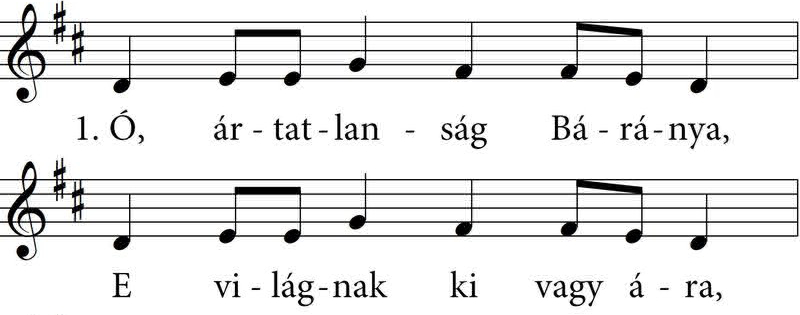 1. Ó, ár - tat - lan - ság Bá - rá - nya,
E vi - lág - nak ki vagy á - ra,